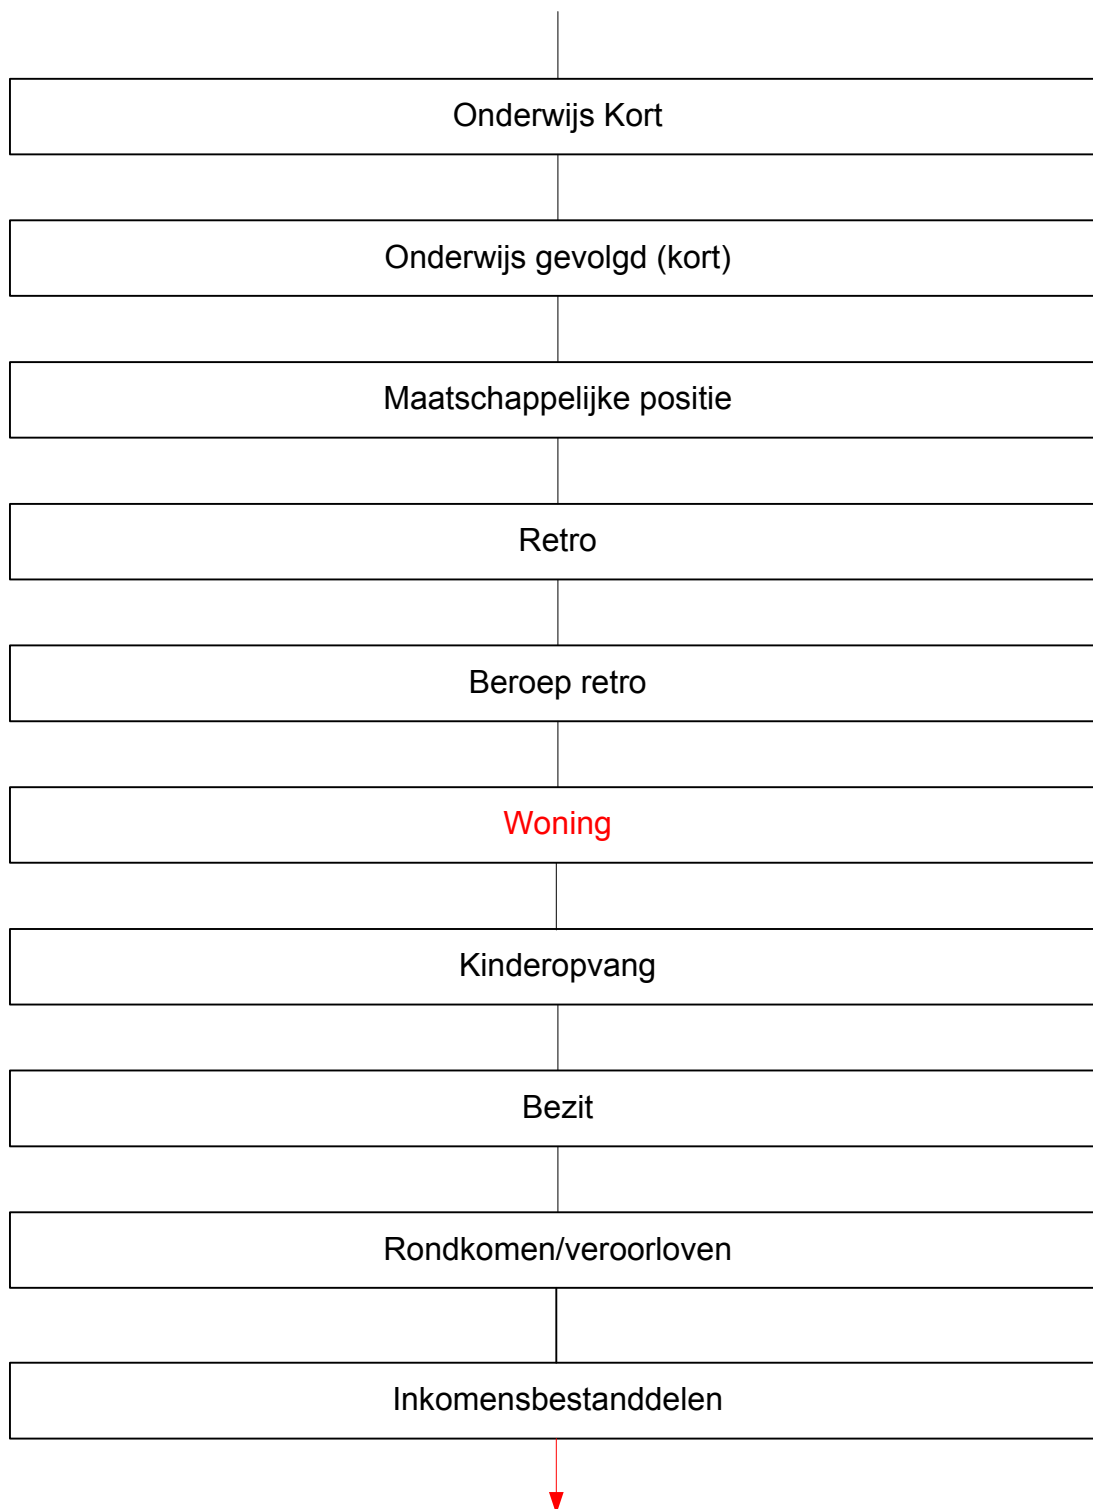 Onderwijs Kort
Onderwijs gevolgd (kort)
Maatschappelijke positie
Retro
Beroep retro
Woning
Kinderopvang
Bezit
Rondkomen/veroorloven
Inkomensbestanddelen